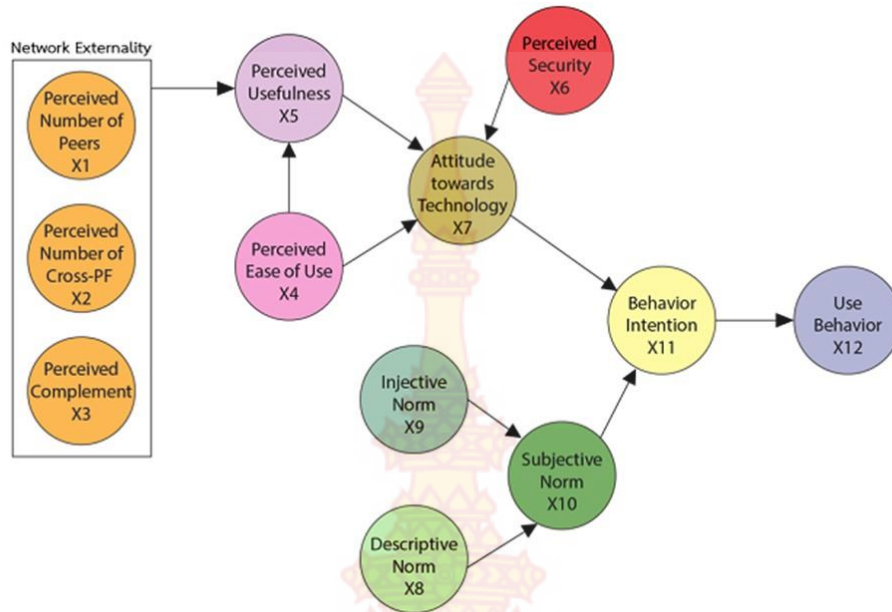 Network Externality
Perceived
Number of
Peers
X1
Perceived
Number of
Cross-PF
X2
Perceived
Complement
X3
Perceived
Usefulness
X5
Perceived
Ease of Use
X4
Perceived
Security
X6
Attitude
towards
Technology
X7
Injective
Norm
X9
Descriptive
Norm
X8
Subjective
Norm
X10
Behavior
Intention
X11
Use
Behavior
X12